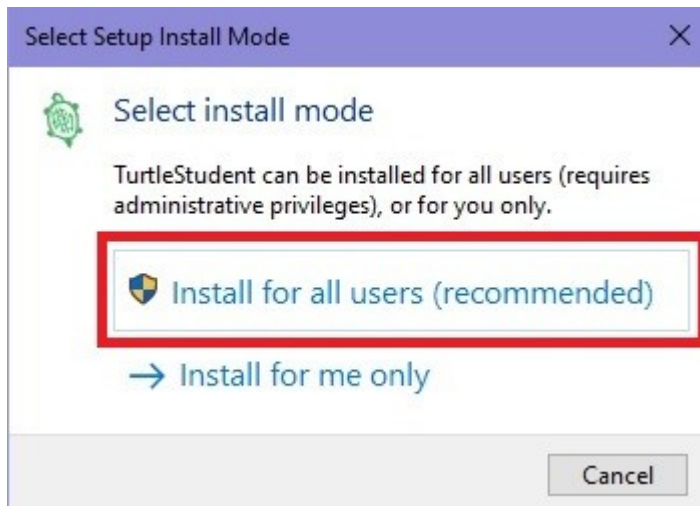 Select Setup Install Mode
Select install mode
TurtleStudent can be installed for all users (requires
administrative privileges), or for you only.
Install for all users (recommended)
Install for me only
Cancel